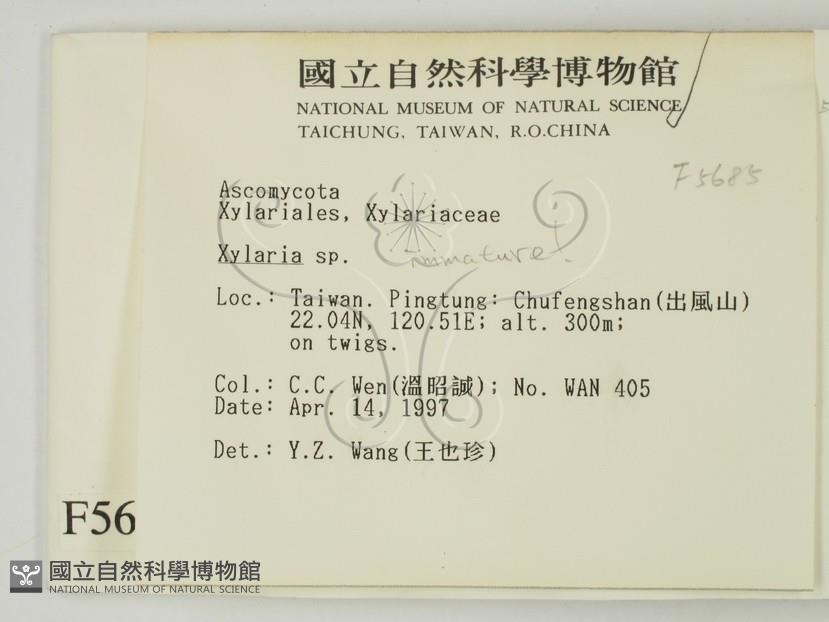 國立自然科學博物館
NATIONAL MUSEUM OF NATURAL SCIENCE
TAICHUNG, TAIWAN, R.O.CHINA
F5685
Ascomycota
Xylariales, Xylariaceae
Xylaria sp. immature!
Loc.: Taiwan. Pingtung: Chufengshan(出風山)
22.04N, 120.51E; alt. 300m;
on twigs.
Col.: C.C. Wen(溫昭誠); No. WAN 405
Date: Apr. 14, 1997
Det.: Y.Z. Wang(王也珍)
F56
國立自然科學博物館
NATIONAL MUSEUM OF NATURAL SCIENCE